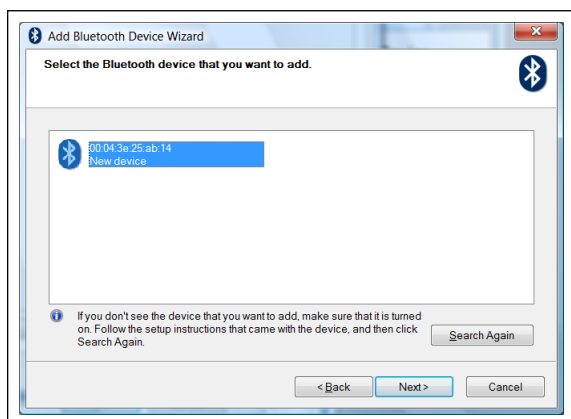 Add Bluetooth Device Wizard
Select the Bluetooth device that you want to add.
00:04:3e:25:ab:14
New device
If you don't see the device that you want to add, make sure that it is turned
on. Follow the setup instructions that came with the device, and then click
Search Again.
Search Again
< Back
Next >
Cancel